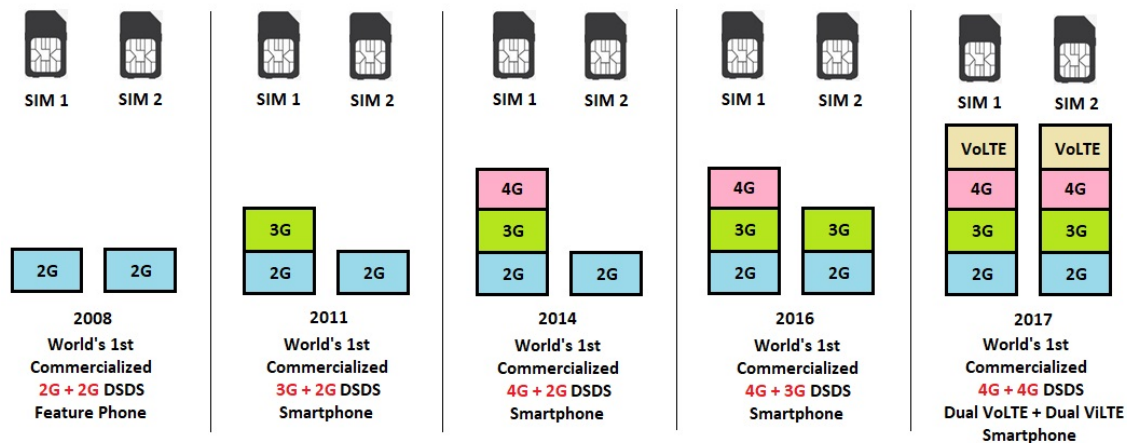 SIM 1
SIM 2
2G
2G
2008
World's 1st
Commercialized
2G + 2G DSDS
Feature Phone
SIM 1
SIM 2
3G
2G
2G
2011
World's 1st
Commercialized
3G + 2G DSDS
Smartphone
SIM 1
SIM 2
4G
3G
2G
2G
2014
World's 1st
Commercialized
4G + 2G DSDS
Smartphone
SIM 1
SIM 2
4G
3G
3G
2G
2G
2016
World's 1st
Commercialized
4G + 3G DSDS
Smartphone
SIM 1
SIM 2
VoLTE
VoLTE
4G
4G
3G
3G
2G
2G
2017
World's 1st
Commercialized
4G + 4G DSDS
Dual VoLTE + Dual ViLTE
Smartphone